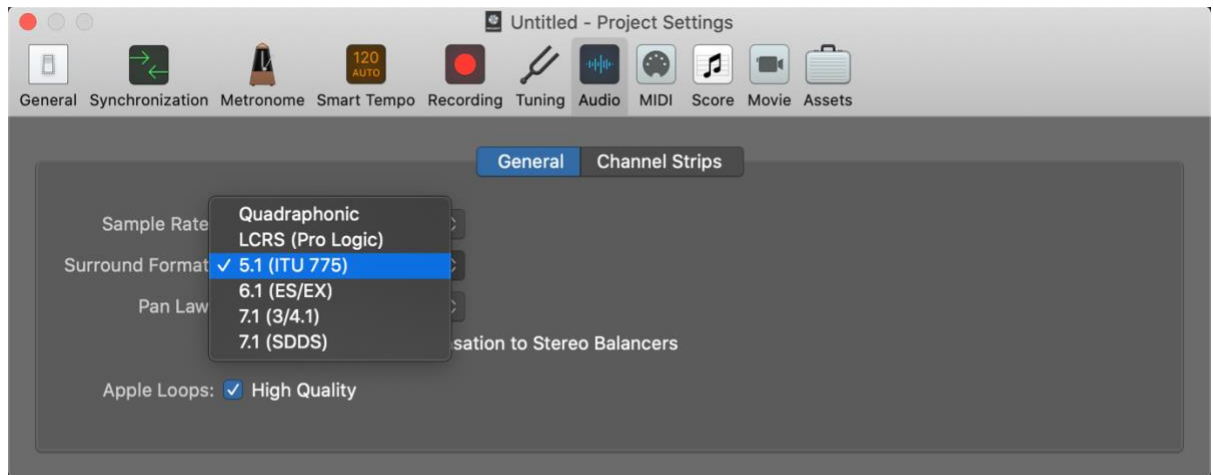 Untitled - Project Settings
120
AUTO
General Synchronization Metronome Smart Tempo Recording Tuning Audio MIDI Score Movie Assets
General Channel Strips
Sample Rate
Quadraphonic
LCRS (Pro Logic)
Surround Format ✓ 5.1 (ITU 775)
6.1 (ES/EX)
Pan Law
7.1 (3/4.1)
7.1 (SDDS)
sation to Stereo Balancers
Apple Loops: High Quality